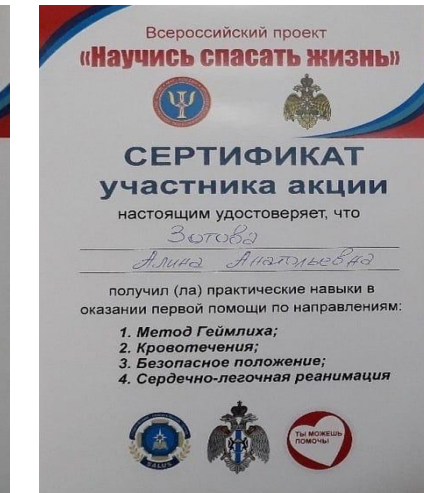 Всероссийский проект
«Научись спасать жизнь»
СЕРТИФИКАТ
участника акции
настоящим удостоверяет, что
Зотова
Алина Анатольевна
получил (ла) практические навыки в
оказании первой помощи по направлениям:
1. Метод Геймлиха;
2. Кровотечения;
3. Безопасное положение;
4. Сердечно-легочная реанимация
SALUS
ТЫ МОЖЕШЬ
ПОМОЧЬ!